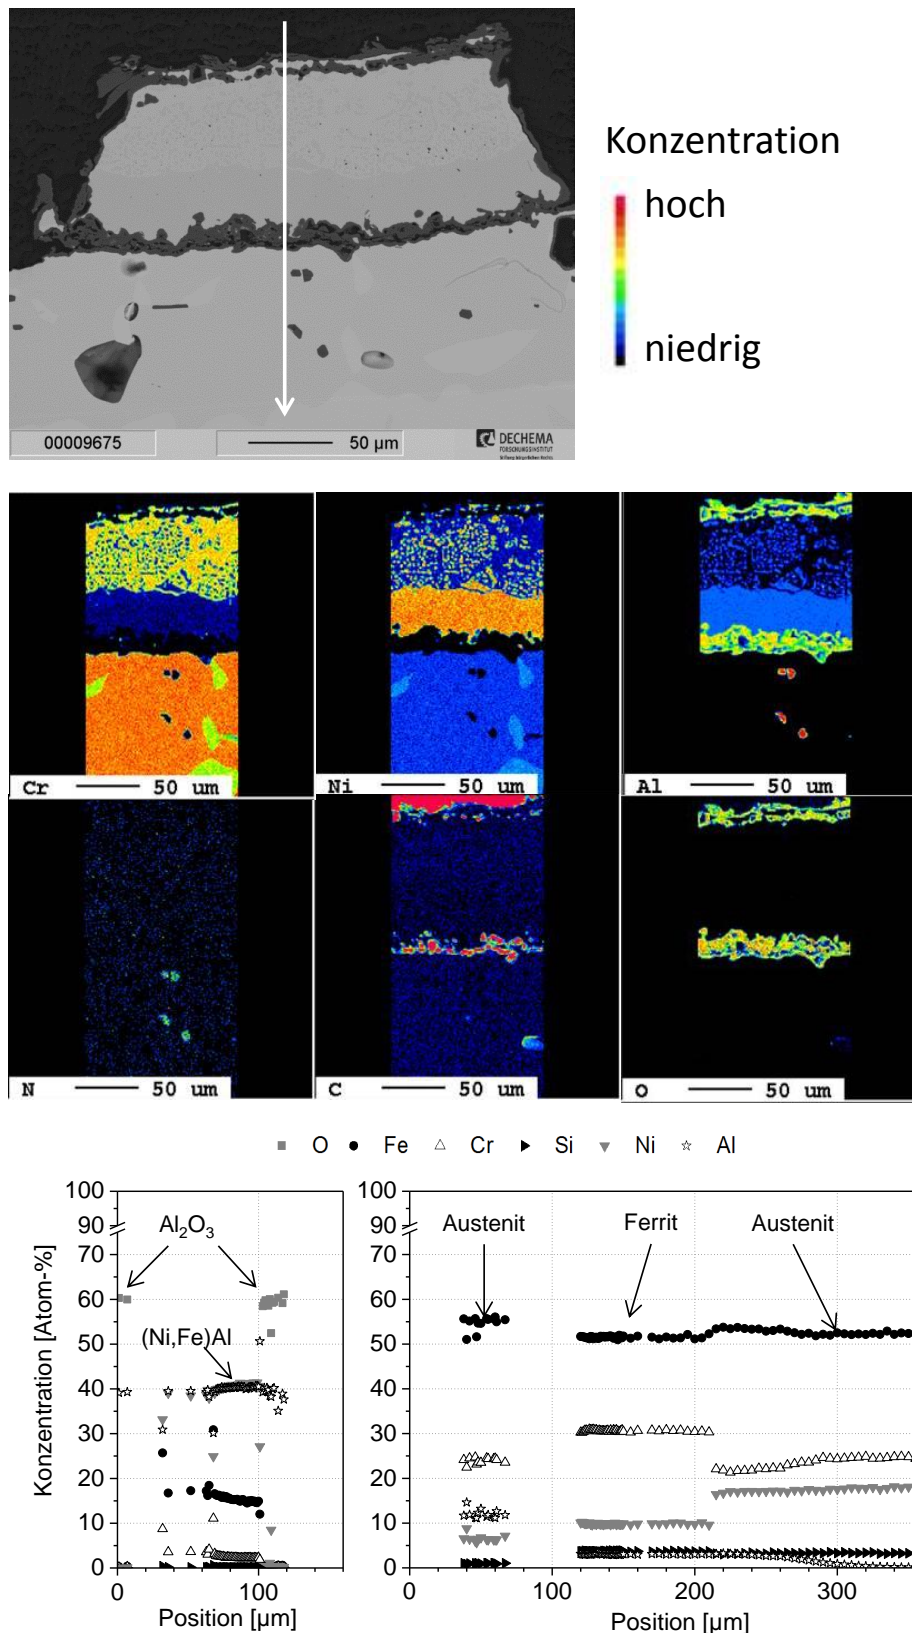 Konzentration
hoch
niedrig
00009675
50 µm
DECHEMA
FORSCHUNGSINSTITUT
Cr
50 um
Ni
50 um
Al
50 um
N
50 um
C
50 um
O
50 um
O Fe Cr Si Ni Al
Konzentration [Atom-%]
100
90
70
60
50
40
30
20
10
0
Al₂O₃
(Ni,Fe)Al
0 100
Position [µm]
100
90
70
60
50
40
30
20
10
0
Austenit
Ferrit
Austenit
0 100 200 300
Position [µm]